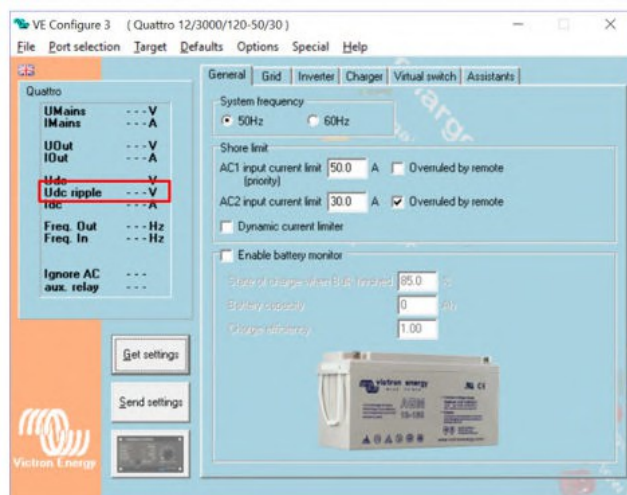 VE Configure 3 ( Quattro 12/3000/120-50/30 )
File Port selection Target Defaults Options Special Help
General Grid Inverter Charger Virtual switch Assistants
Quattro
UMains - - - V
IMains - - - A
UOut - - - V
IOut - - - A
Udc - - - V
Udc ripple - - - V
Idc - - - A
Freq. Out - - - Hz
Freq. In - - - Hz
Ignore AC - - -
aux. relay - - -
Get settings
Send settings
Victron Energy
System frequency
50Hz 60Hz
Shore limit
AC1 input current limit 50.0 A Overruled by remote
(priority)
AC2 input current limit 30.0 A Overruled by remote
Dynamic current limiter
Enable battery monitor
State of charge when Bulk finished 85.0 %
Battery capacity 0 Ah
Charge efficiency 1.00
victron energy
AGM